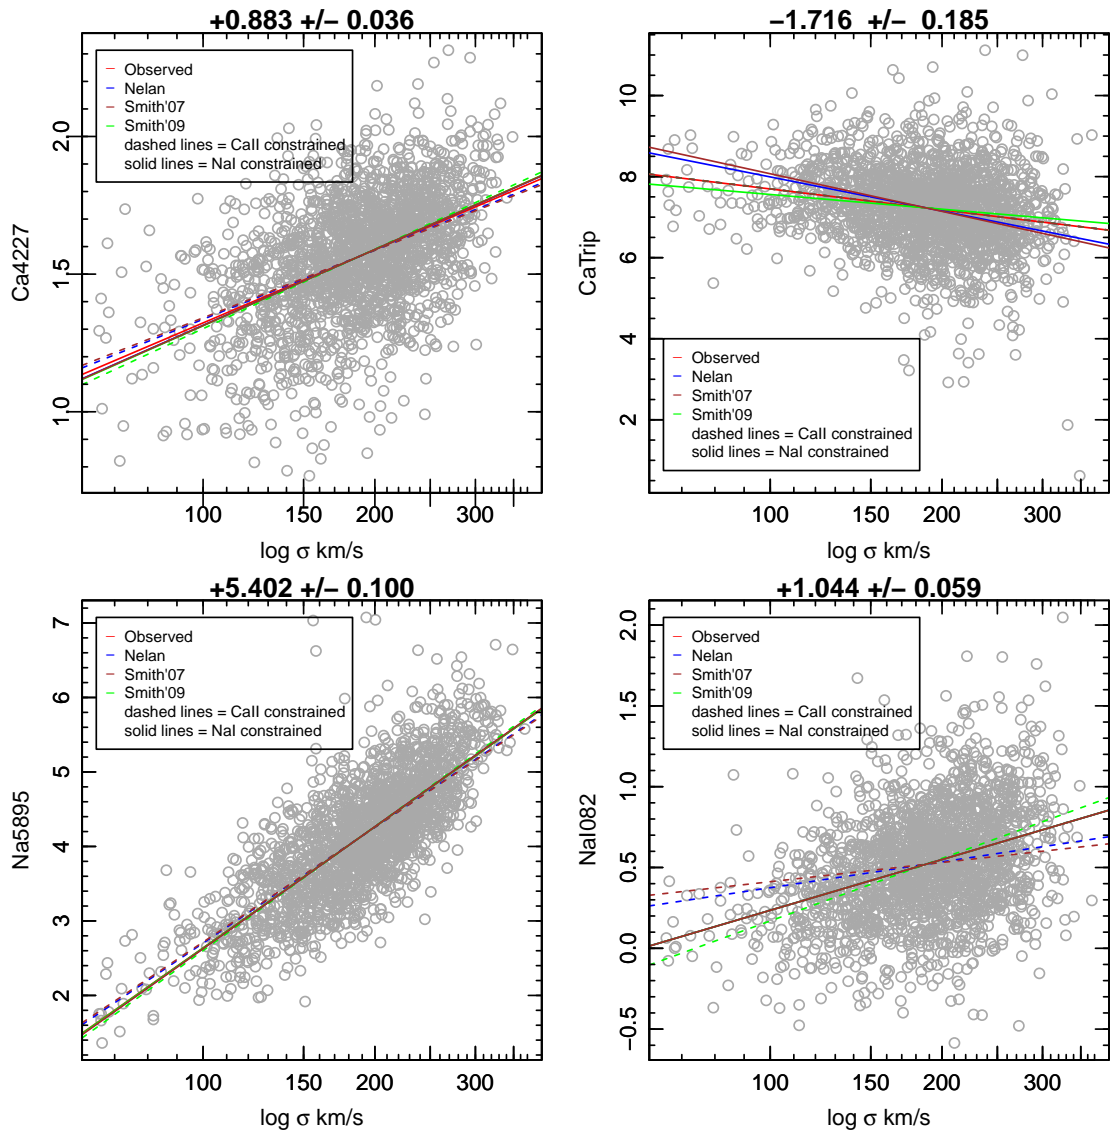 +0.883 +/− 0.036
Observed
Nelan
Smith'07
Smith'09
dashed lines = CaII constrained
solid lines = NaI constrained
Ca4227
1.0
1.5
2.0
100
150
200
300
log σ km/s
−1.716 +/− 0.185
CaTrip
2
4
6
8
10
Observed
Nelan
Smith'07
Smith'09
dashed lines = CaII constrained
solid lines = NaI constrained
100
200
300
log σ km/s
+5.402 +/− 0.100
Observed
Nelan
Smith'07
Smith'09
dashed lines = CaII constrained
solid lines = NaI constrained
Na5895
2
3
4
5
6
7
100
150
200
300
log σ km/s
+1.044 +/− 0.059
Observed
Nelan
Smith'07
Smith'09
dashed lines = CaII constrained
solid lines = NaI constrained
NaI082
−0.5
0.0
0.5
1.0
1.5
2.0
100
200
300
log σ km/s